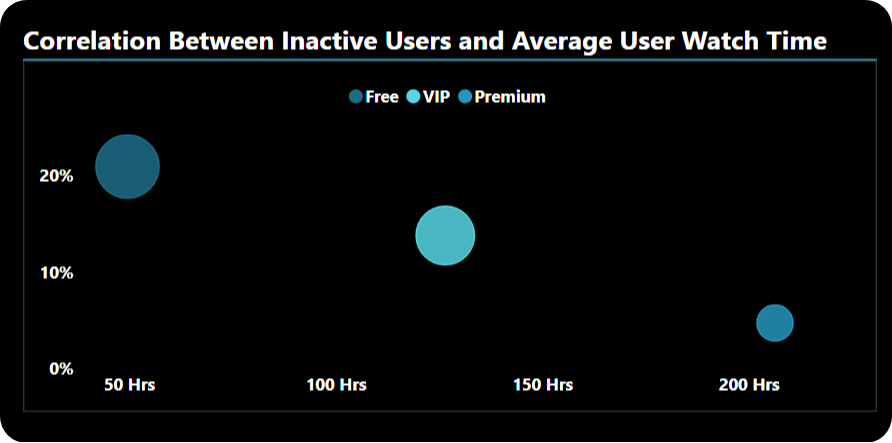 Correlation Between Inactive Users and Average User Watch Time
Free VIP Premium
20%
10%
0%
50 Hrs 100 Hrs 150 Hrs 200 Hrs